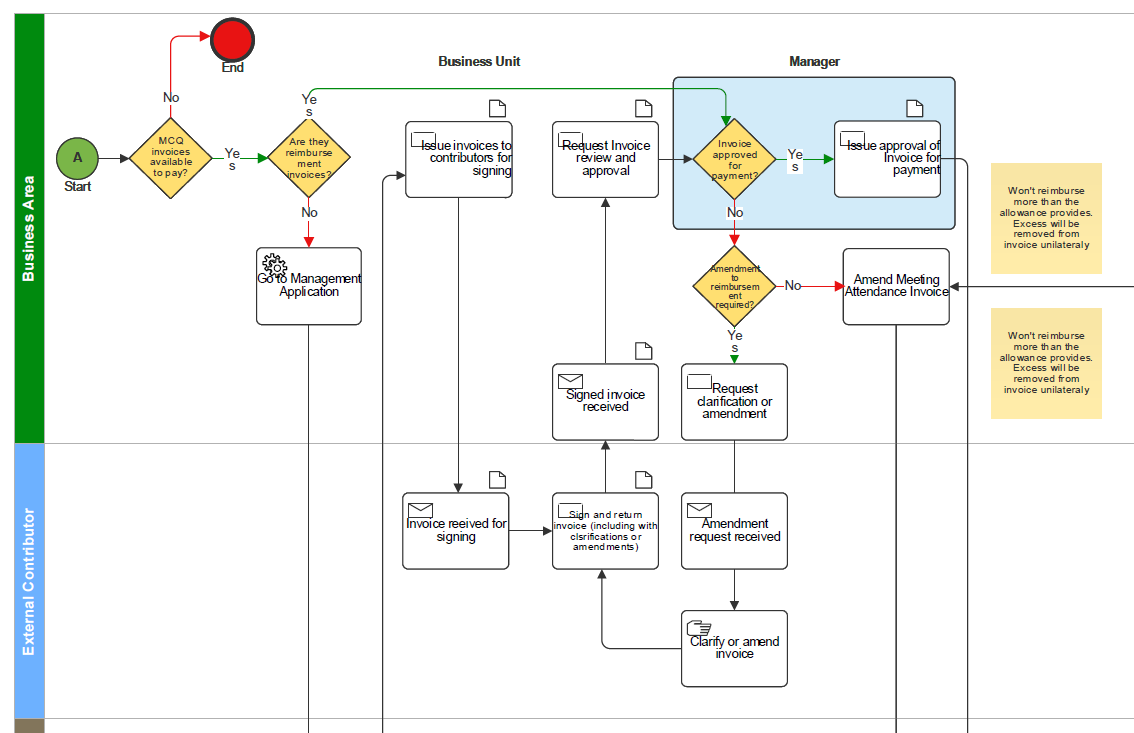 Business Area
External Contributor
End
Business Unit
Manager
No
A
Start
MCQ
invoices
available
to pay?
Ye
s
Ye
s
Are they
reimburse
ment
invoices?
No
Go to Management
Application
Issue invoices to
contributors for
signing
Request Invoice
review and
approval
Invoice
approved
for
payment?
Ye
s
Issue approval of
Invoice for
payment
No
Amendment
to
reimbursem
ent
required?
No
Amend Meeting
Attendance Invoice
Won't reimburse
more than the
allowance provides.
Excess will be
removed from
invoice unilateraly
Won't reimburse
more than the
allowance provides.
Excess will be
removed from
invoice unilateraly
Ye
s
Signed invoice
received
Request
clarification or
amendment
Invoice reeived for
signing
Sign and return
invoice (including with
clsrifications or
amendments)
Amendment
request received
Clarify or amend
invoice